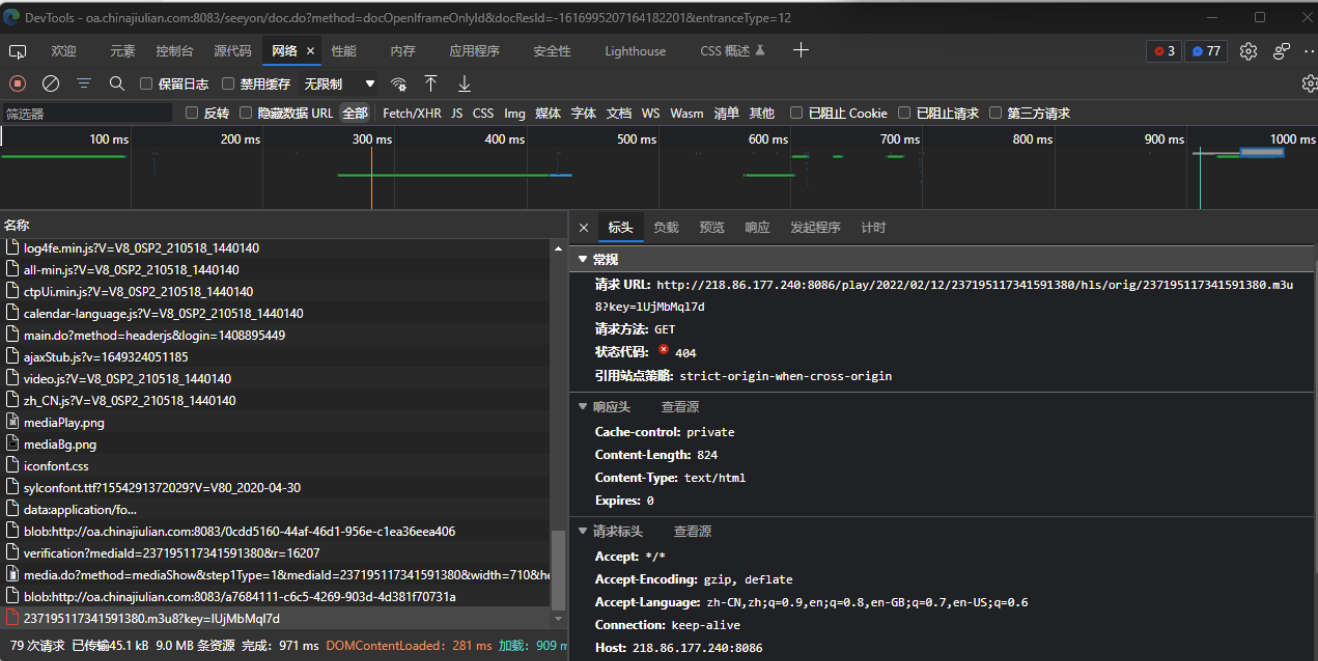 DevTools - oa.chinajiulian.com:8083/seeyon/doc.do?method=docOpenIframeOnlyId&docResId=-1616995207164182201&entranceType=12
欢迎 元素 控制台 源代码 网络 × 性能 内存 应用程序 安全性 Lighthouse CSS 概述 + 3 77
保留日志 禁用缓存 无限制
筛选器 反转 隐藏数据 URL 全部 Fetch/XHR JS CSS Img 媒体 字体 文档 WS Wasm 清单 其他 已阻止 Cookie 已阻止请求 第三方请求
100 ms 200 ms 300 ms 400 ms 500 ms 600 ms 700 ms 800 ms 900 ms 1000 ms
名称
log4fe.min.js?V=V8_0SP2_210518_1440140
all-min.js?V=V8_0SP2_210518_1440140
ctpUi.min.js?V=V8_0SP2_210518_1440140
calendar-language.js?V=V8_0SP2_210518_1440140
main.do?method=headerjs&login=1408895449
ajaxStub.js?v=1649324051185
video.js?V=V8_0SP2_210518_1440140
zh_CN.js?V=V8_0SP2_210518_1440140
mediaPlay.png
mediaBg.png
iconfont.css
sylconfont.ttf?1554291372029?V=V80_2020-04-30
data:application/fo...
blob:http://oa.chinajiulian.com:8083/0cdd5160-44af-46d1-956e-c1ea36eea406
verification?mediaId=237195117341591380&r=16207
media.do?method=mediaShow&step1Type=1&mediaId=237195117341591380&width=710&he
blob:http://oa.chinajiulian.com:8083/a7684111-c6c5-4269-903d-4d381f70731a
237195117341591380.m3u8?key=lUjMbMql7d
79 次请求 已传输45.1 kB 9.0 MB 条资源 完成: 971 ms DOMContentLoaded: 281 ms 加载: 909 m
× 标头 负载 预览 响应 发起程序 计时
常规
请求 URL: http://218.86.177.240:8086/play/2022/02/12/237195117341591380/hls/orig/237195117341591380.m3u
8?key=lUjMbMql7d
请求方法: GET
状态代码: 404
引用站点策略: strict-origin-when-cross-origin
响应头 查看源
Cache-control: private
Content-Length: 824
Content-Type: text/html
Expires: 0
请求标头 查看源
Accept: */*
Accept-Encoding: gzip, deflate
Accept-Language: zh-CN,zh;q=0.9,en;q=0.8,en-GB;q=0.7,en-US;q=0.6
Connection: keep-alive
Host: 218.86.177.240:8086